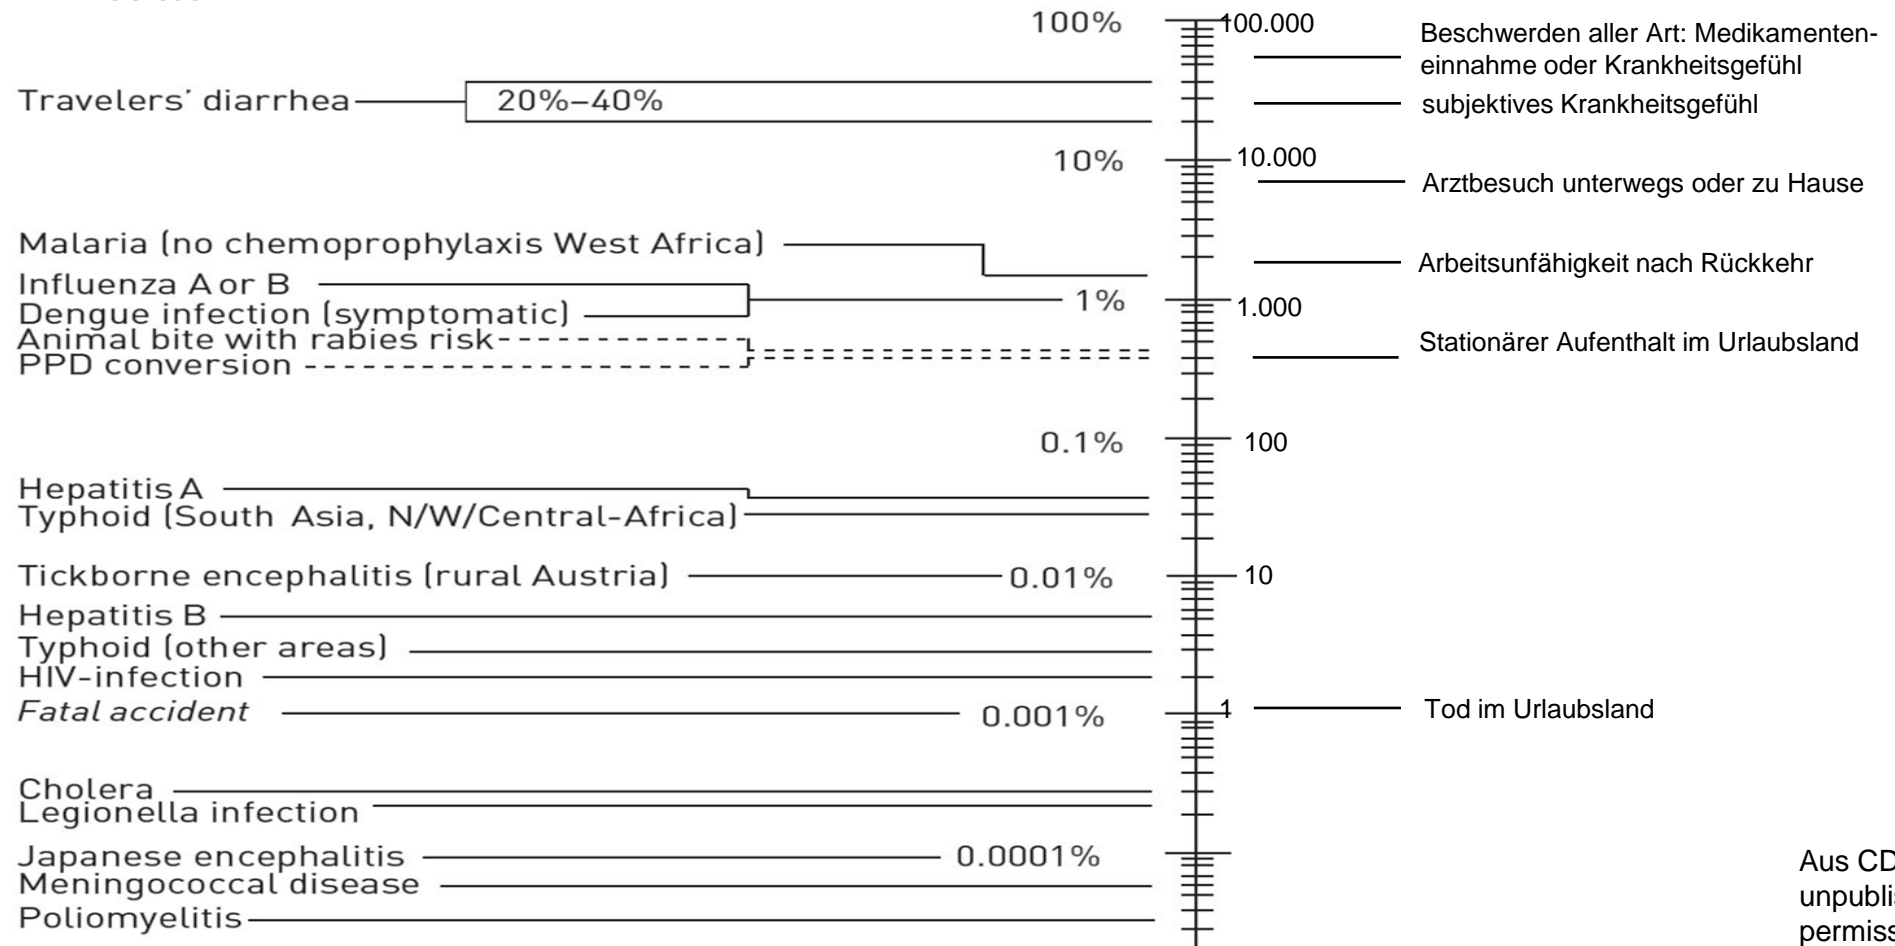 100%
100.000
Beschwerden aller Art: Medikamenten-
einnahme oder Krankheitsgefühl
Travelers' diarrhea
20%–40%
subjektives Krankheitsgefühl
10%
10.000
Arztbesuch unterwegs oder zu Hause
Malaria (no chemoprophylaxis West Africa)
Arbeitsunfähigkeit nach Rückkehr
Influenza A or B
1%
1.000
Dengue infection (symptomatic)
Animal bite with rabies risk
Stationärer Aufenthalt im Urlaubsland
PPD conversion
0.1%
100
Hepatitis A
Typhoid (South Asia, N/W/Central-Africa)
Tickborne encephalitis (rural Austria)
0.01%
10
Hepatitis B
Typhoid (other areas)
HIV-infection
Fatal accident
0.001%
1
Tod im Urlaubsland
Cholera
Legionella infection
Japanese encephalitis
0.0001%
Meningococcal disease
Poliomyelitis
Aus CD
unpublis
permiss